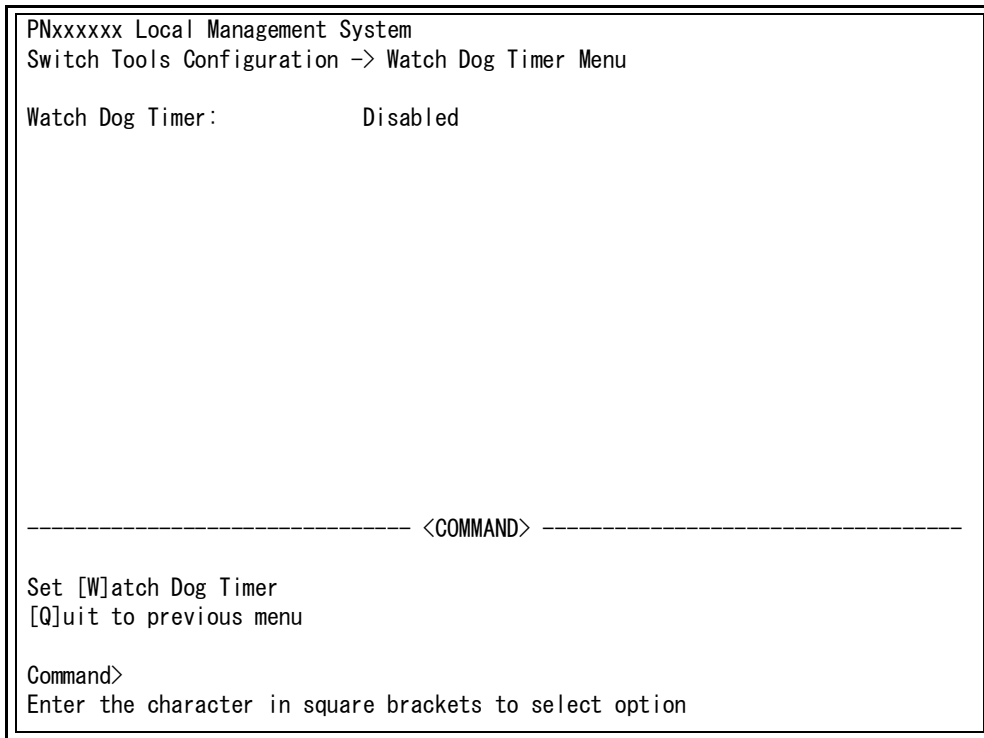 PNxxxxxx Local Management System
Switch Tools Configuration -> Watch Dog Timer Menu
Watch Dog Timer: Disabled
-------------------------------- <COMMAND> -----------------------------------
Set [W]atch Dog Timer
[Q]uit to previous menu
Command>
Enter the character in square brackets to select option